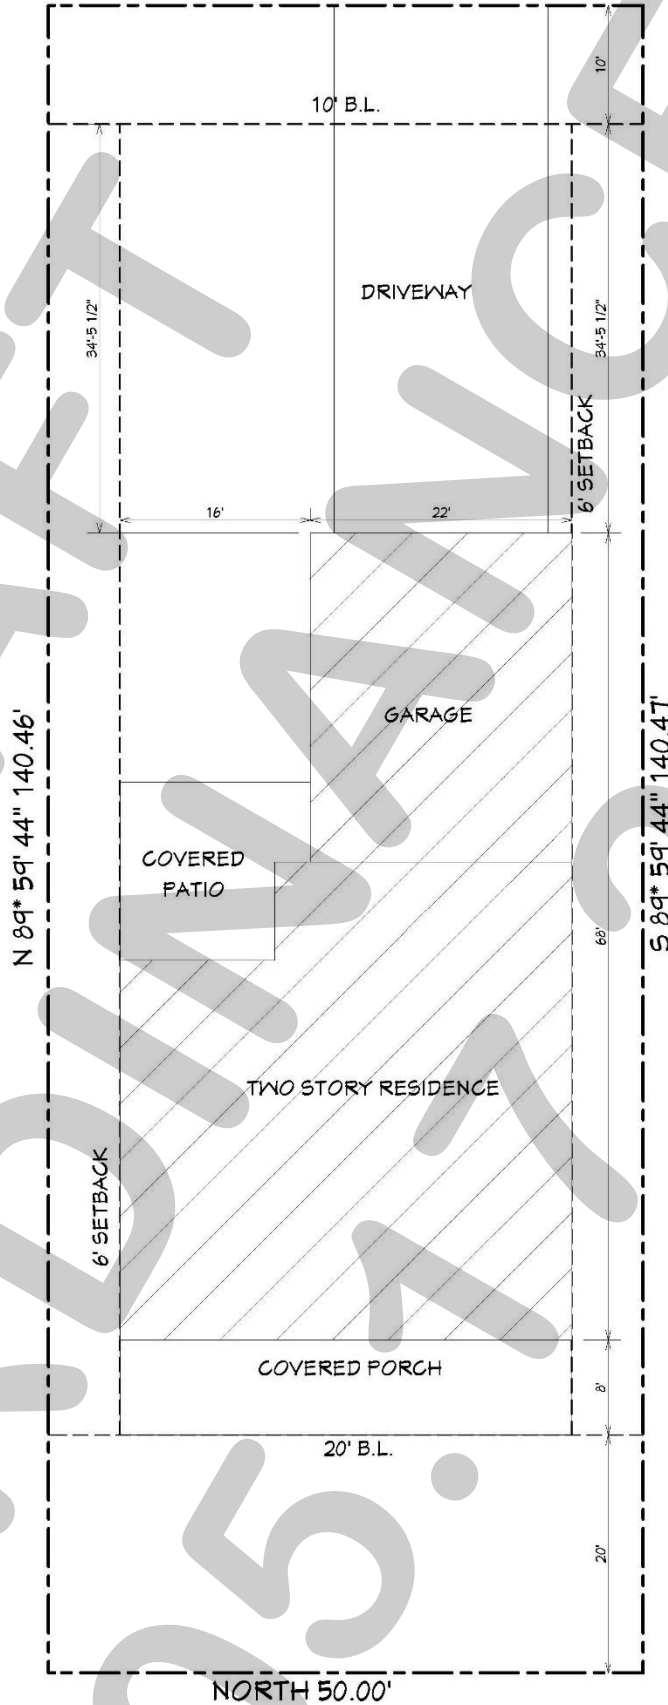 10'
10' B.L.
DRIVEWAY
34'-5 1/2"
34'-5 1/2"
6' SETBACK
16'
22'
GARAGE
N 89* 59' 44" 140.46'
S 89* 59' 44" 140.47'
COVERED
PATIO
68'
TWO STORY RESIDENCE
6' SETBACK
COVERED PORCH
8'
20' B.L.
20'
NORTH 50.00'